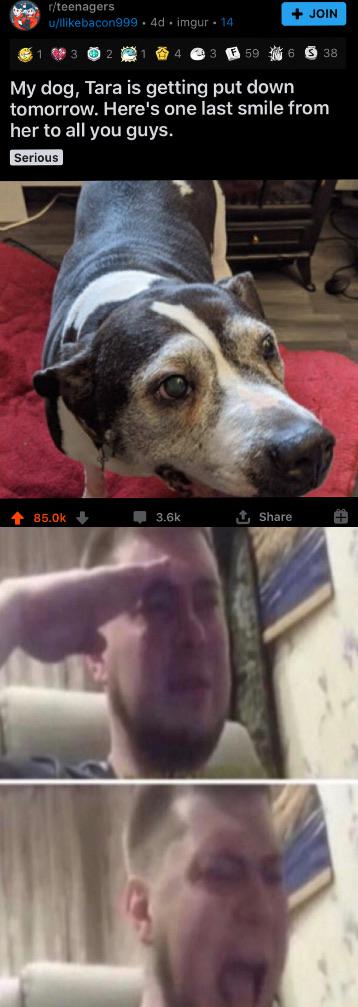 r/teenagers
u/Ilikebacon999 • 4d • imgur • 14
+ JOIN
1 3 2 1 4 3 59 6 38
My dog, Tara is getting put down
tomorrow. Here's one last smile from
her to all you guys.
Serious
85.0k 3.6k Share